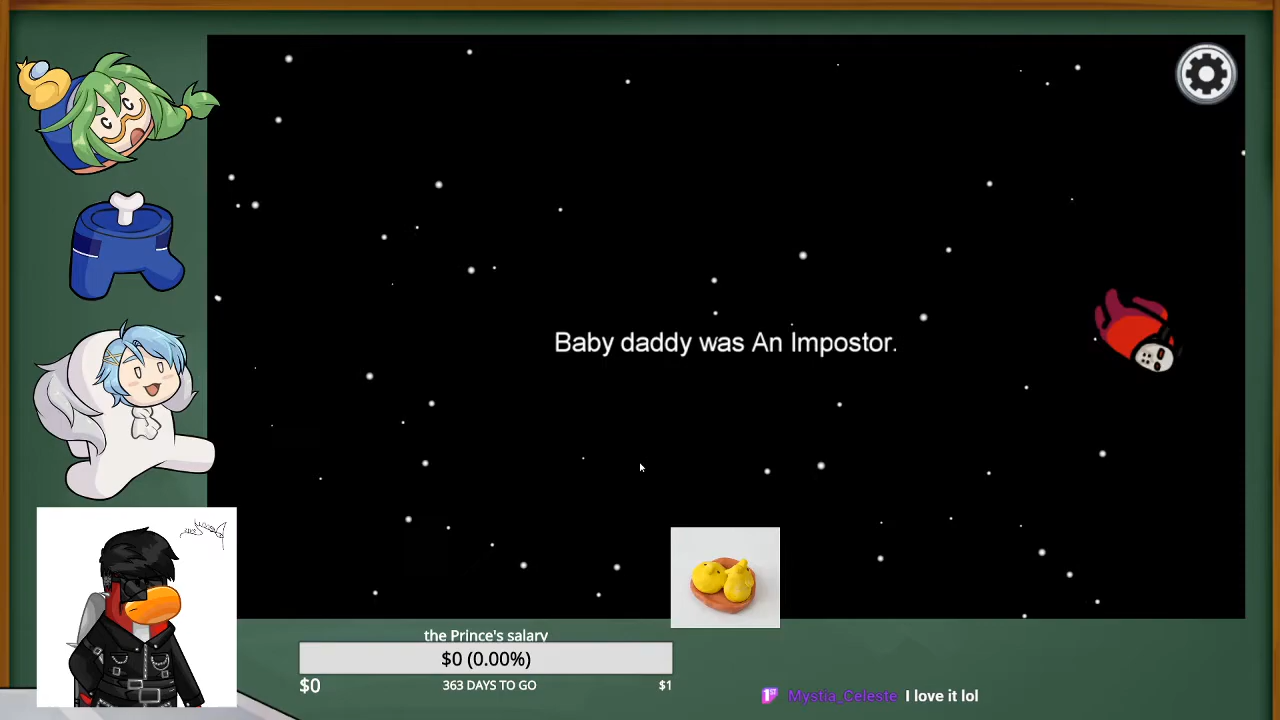 Baby daddy was An Impostor.
the Prince's salary
$0 (0.00%)
$0 363 DAYS TO GO $1
Mystia_Celeste I love it lol